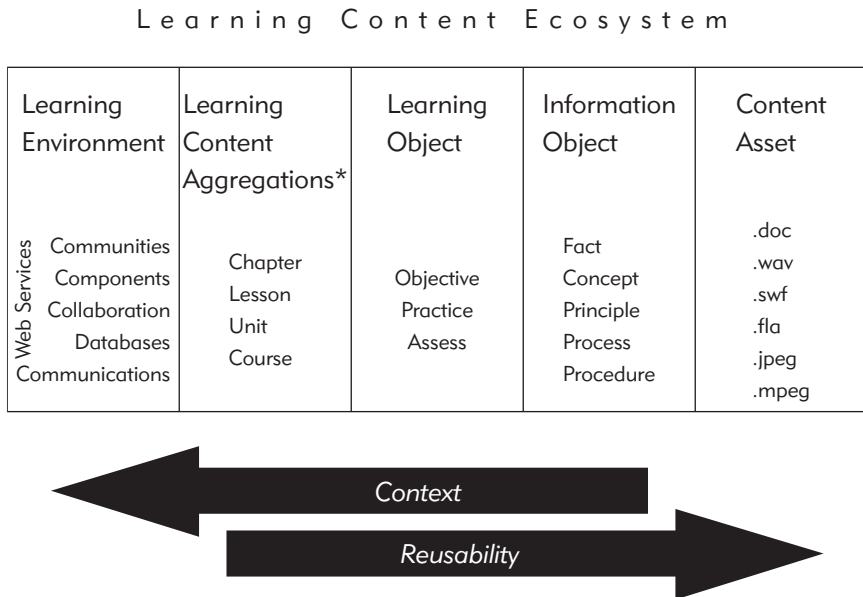 Learning Content Ecosystem
Learning
Environment
Web Services
Communities
Components
Collaboration
Databases
Communications
Learning
Content
Aggregations*
Chapter
Lesson
Unit
Course
Learning
Object
Objective
Practice
Assess
Information
Object
Fact
Concept
Principle
Process
Procedure
Content
Asset
.doc
.wav
.swf
.fla
.jpeg
.mpeg
Context
Reusability